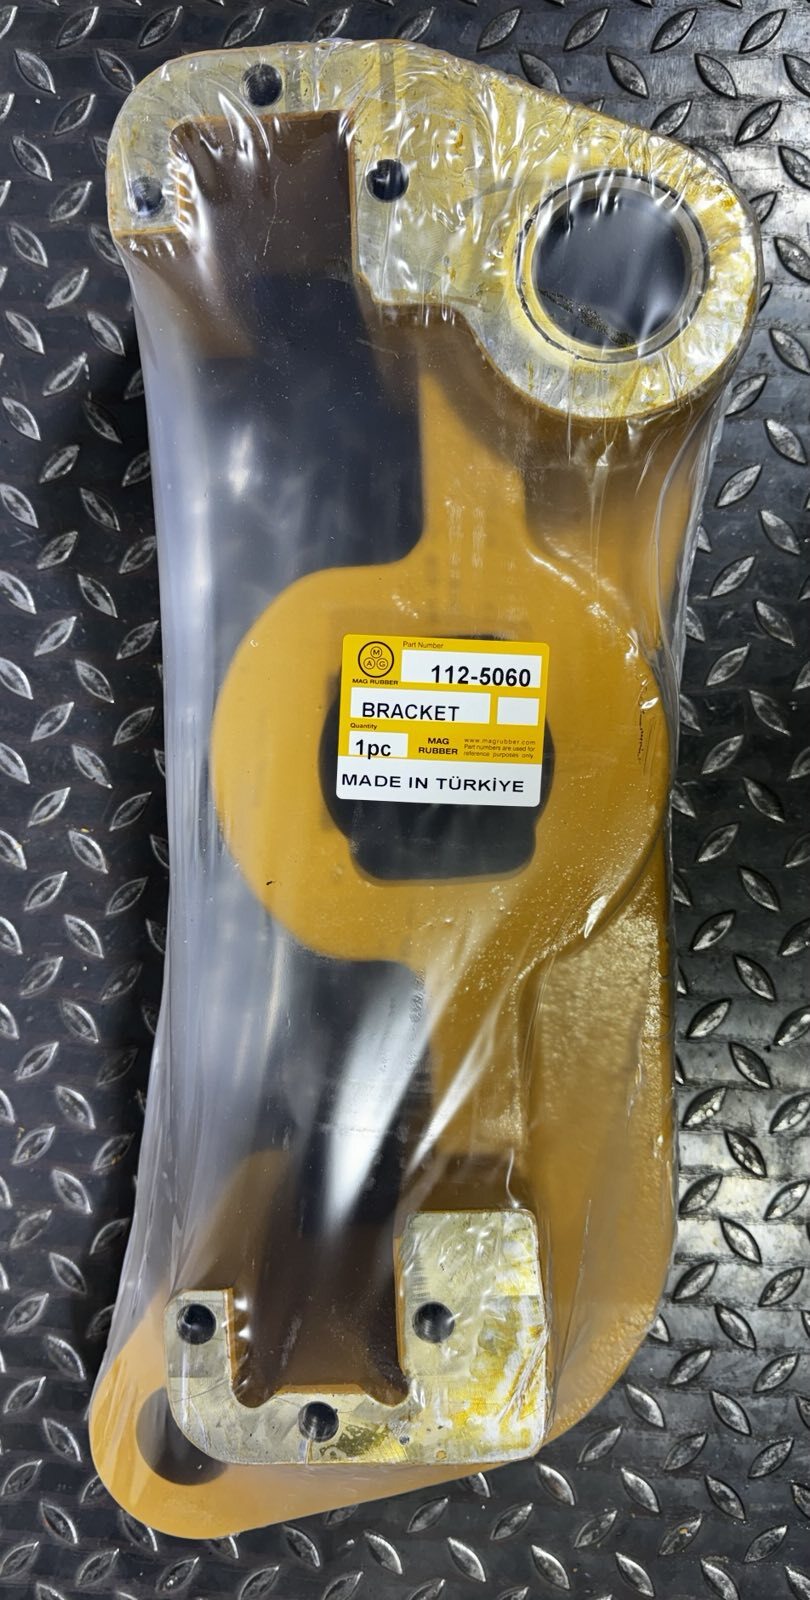 M
A G
MAG RUBBER
Part Number
112-5060
BRACKET
Quantity
1pc
MAG
RUBBER
www.magrubber.com
Part numbers are used for
reference purposes only.
MADE IN TÜRKİYE